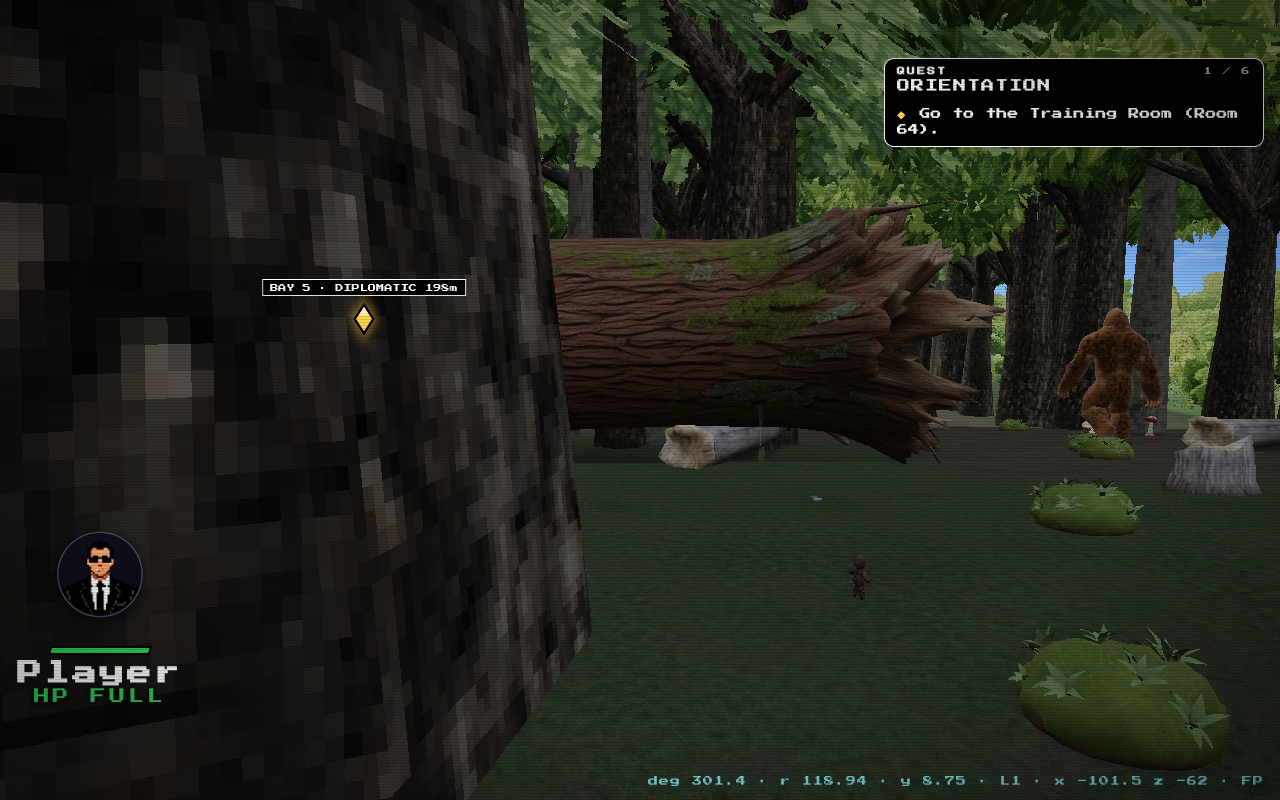 QUEST 1 / 6
ORIENTATION
◆ Go to the Training Room (Room
64).
BAY 5 · DIPLOMATIC 198m
Player
HP FULL
deg 301.4 · r 118.94 · y 8.75 · L1 · x -101.5 z -62 · FP